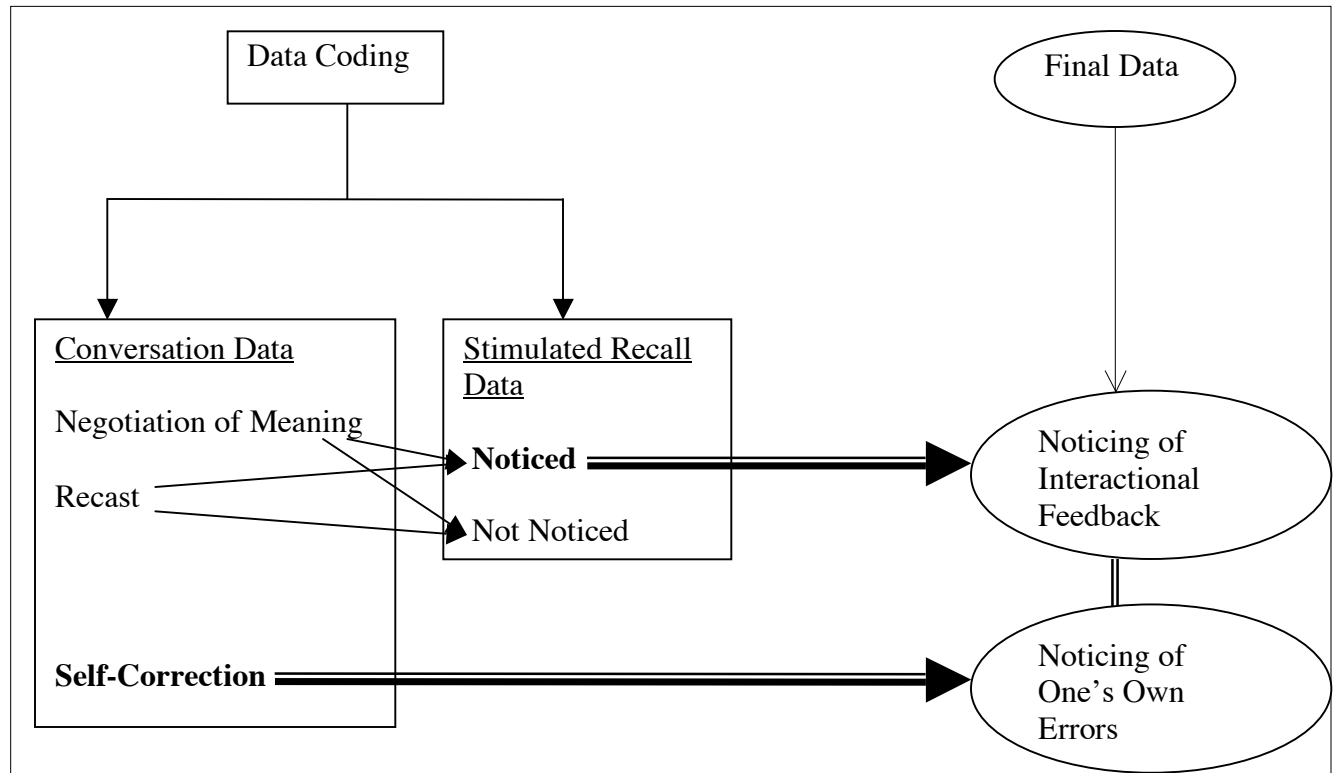 Data Coding
Final Data
Conversation Data
Negotiation of Meaning
Recast
Self-Correction
Stimulated Recall
Data
Noticed
Not Noticed
Noticing of
Interactional
Feedback
Noticing of
One’s Own
Errors